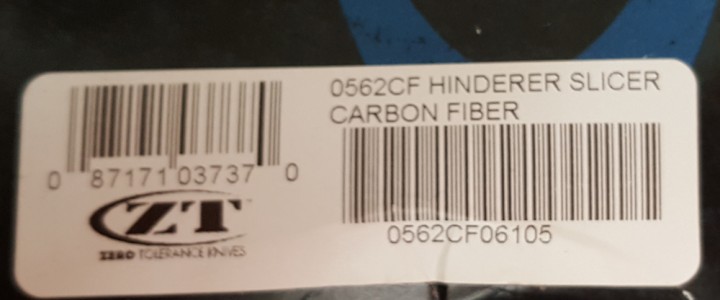 0562CF HINDERER SLICER
CARBON FIBER
0 87171 03737 0
0562CF06105
ZT
ZERO TOLERANCE KNIVES